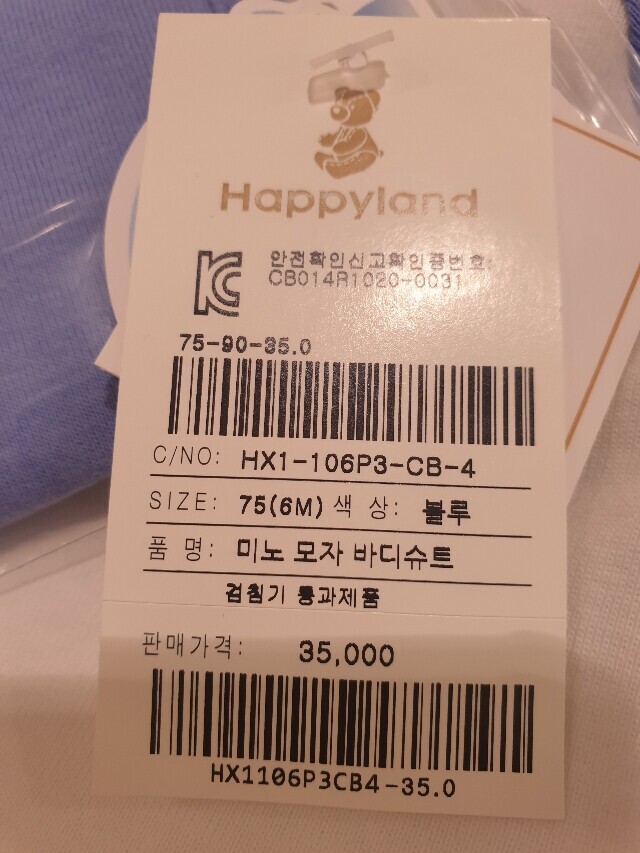 Happyland
안전확인신고확인증번호:
CB014R1020-0031
75-90-35.0
C/NO: HX1-106P3-CB-4
SIZE: 75(6M) 색 상: 블루
품 명: 미노 모자 바디슈트
검침기 통과제품
판매가격: 35,000
HX1106P3CB4-35.0